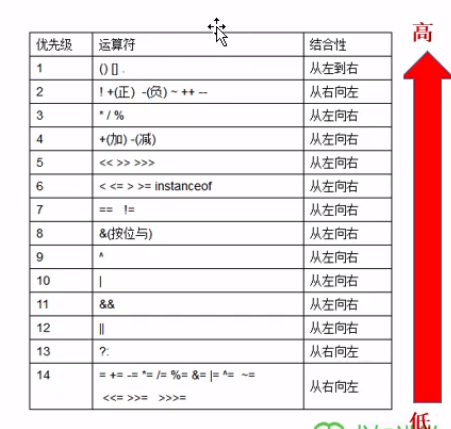 高
优先级 运算符 结合性
1 () [] . 从左到右
2 ! +(正) -(负) ~ ++ -- 从右向左
3 * / % 从左向右
4 +(加) -(减) 从左向右
5 << >> >>> 从左向右
6 < <= > >= instanceof 从左向右
7 == != 从左向右
8 &(按位与) 从左向右
9 ^ 从左向右
10 | 从左向右
11 && 从左向右
12 || 从左向右
13 ?: 从右向左
14 = += -= *= /= %= &= |= ^= ~= 从右向左
<<= >>= >>>=
低